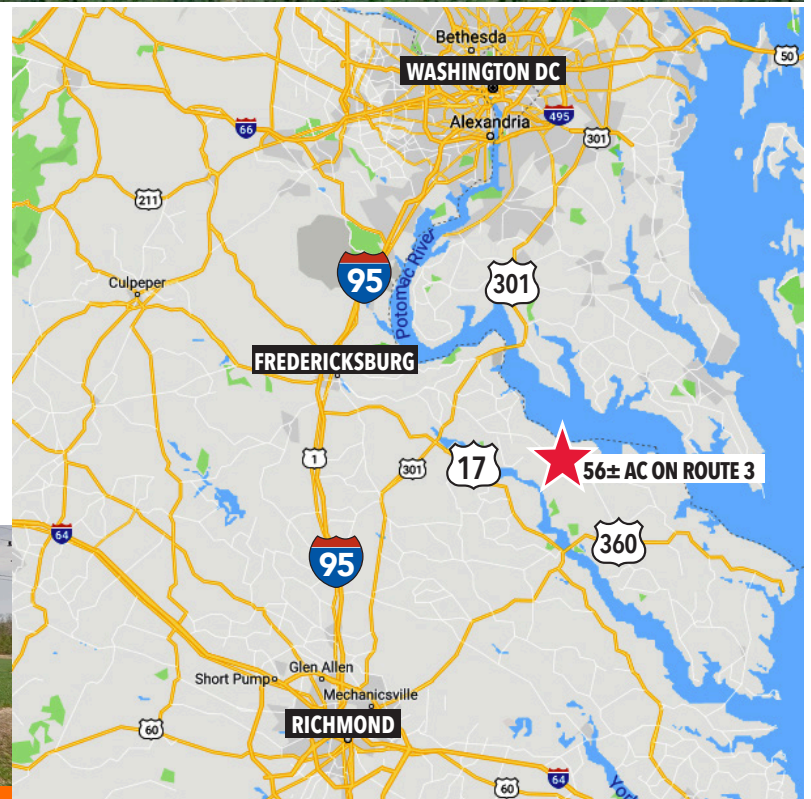 Bethesda
50
WASHINGTON DC
495
Alexandria
301
66
211
Potomac River
Culpeper
95
301
FREDERICKSBURG
1
301
17
56± AC ON ROUTE 3
64
95
360
Short Pump
Glen Allen
Mechanicsville
RICHMOND
60
64
60